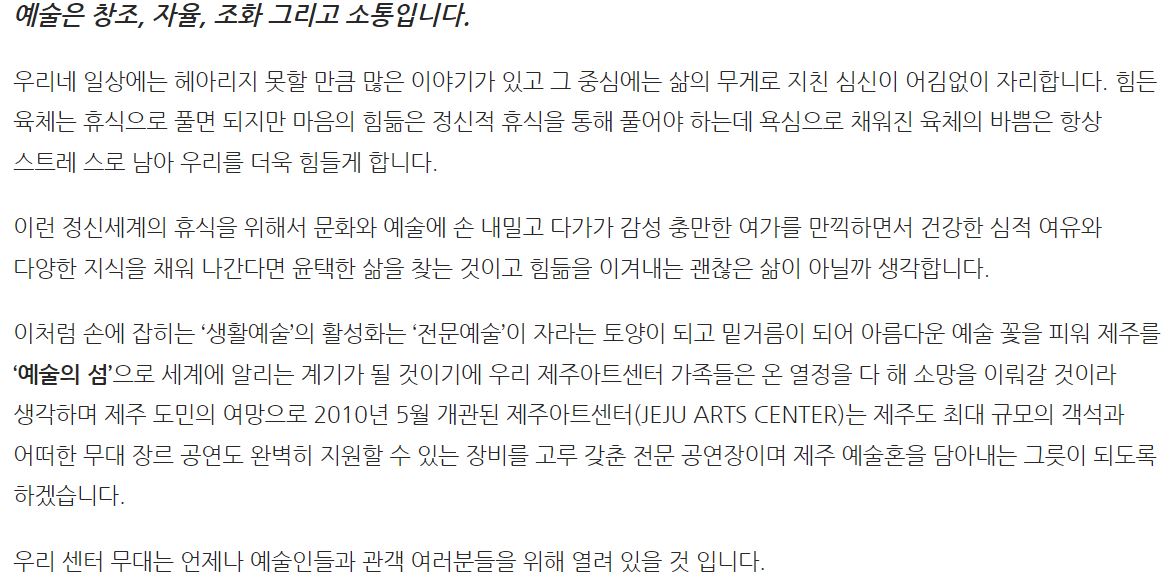 예술은 창조, 자율, 조화 그리고 소통입니다.
우리네 일상에는 헤아리지 못할 만큼 많은 이야기가 있고 그 중심에는 삶의 무게로 지친 심신이 어김없이 자리합니다. 힘든
육체는 휴식으로 풀면 되지만 마음의 힘듦은 정신적 휴식을 통해 풀어야 하는데 욕심으로 채워진 육체의 바쁨은 항상
스트레 스로 남아 우리를 더욱 힘들게 합니다.
이런 정신세계의 휴식을 위해서 문화와 예술에 손 내밀고 다가가 감성 충만한 여가를 만끽하면서 건강한 심적 여유와
다양한 지식을 채워 나간다면 윤택한 삶을 찾는 것이고 힘듦을 이겨내는 괜찮은 삶이 아닐까 생각합니다.
이처럼 손에 잡히는 ‘생활예술’의 활성화는 ‘전문예술’이 자라는 토양이 되고 밑거름이 되어 아름다운 예술 꽃을 피워 제주를
‘예술의 섬’으로 세계에 알리는 계기가 될 것이기에 우리 제주아트센터 가족들은 온 열정을 다 해 소망을 이뤄갈 것이라
생각하며 제주 도민의 여망으로 2010년 5월 개관된 제주아트센터(JEJU ARTS CENTER)는 제주도 최대 규모의 객석과
어떠한 무대 장르 공연도 완벽히 지원할 수 있는 장비를 고루 갖춘 전문 공연장이며 제주 예술혼을 담아내는 그릇이 되도록
하겠습니다.
우리 센터 무대는 언제나 예술인들과 관객 여러분들을 위해 열려 있을 것 입니다.